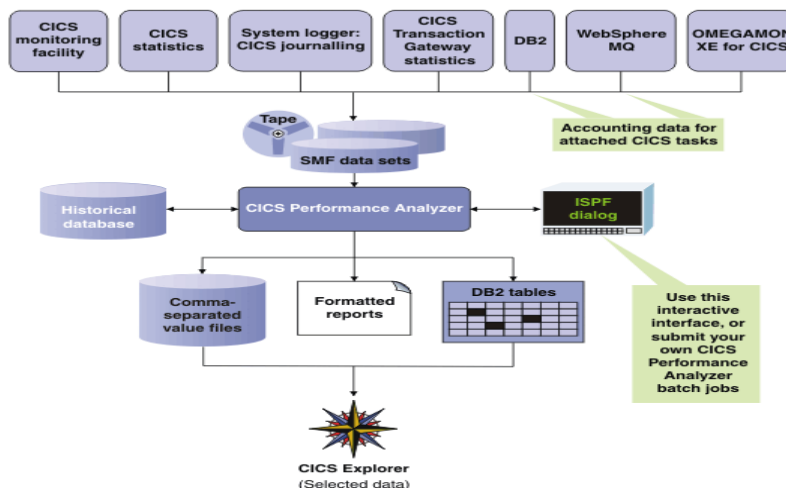 CICS
monitoring
facility
CICS
statistics
System logger:
CICS journalling
CICS
Transaction
Gateway
statistics
DB2
WebSphere
MQ
OMEGAMON
XE for CICS
Accounting data for
attached CICS tasks
Tape
SMF data sets
Historical
database
CICS Performance Analyzer
ISPF
dialog
Comma-
separated
value files
Formatted
reports
DB2 tables
Use this
interactive
interface, or
submit your
own CICS
Performance
Analyzer
batch jobs
CICS Explorer
(Selected data)